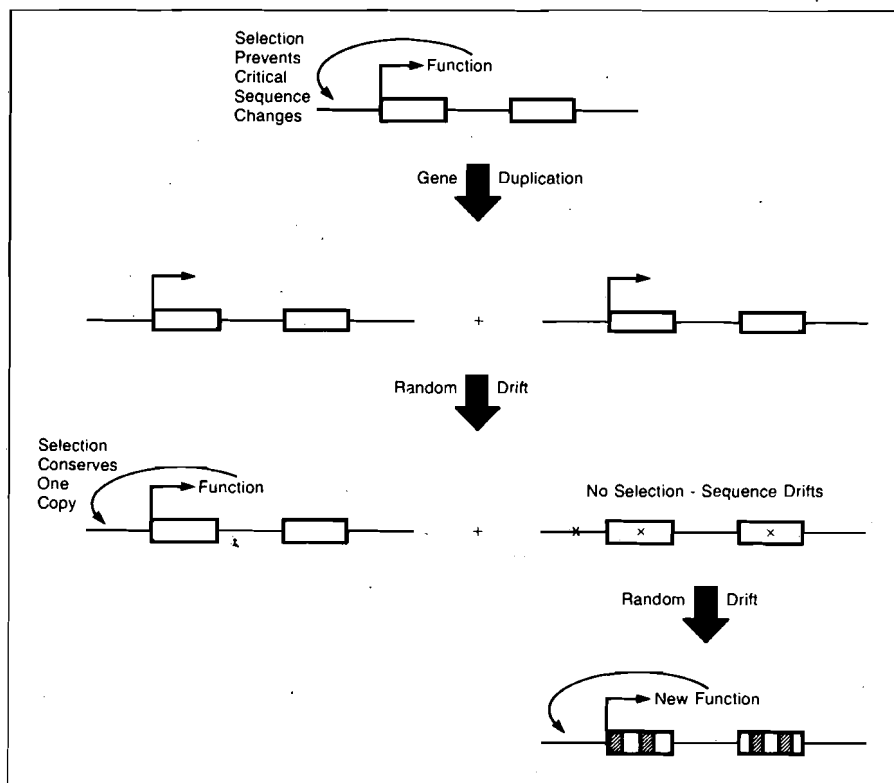 Selection
Prevents
Critical
Sequence
Changes
Function
Gene Duplication
+
Random Drift
Selection
Conserves
One
Copy
Function
No Selection - Sequence Drifts
x
+
x x x
Random Drift
New Function